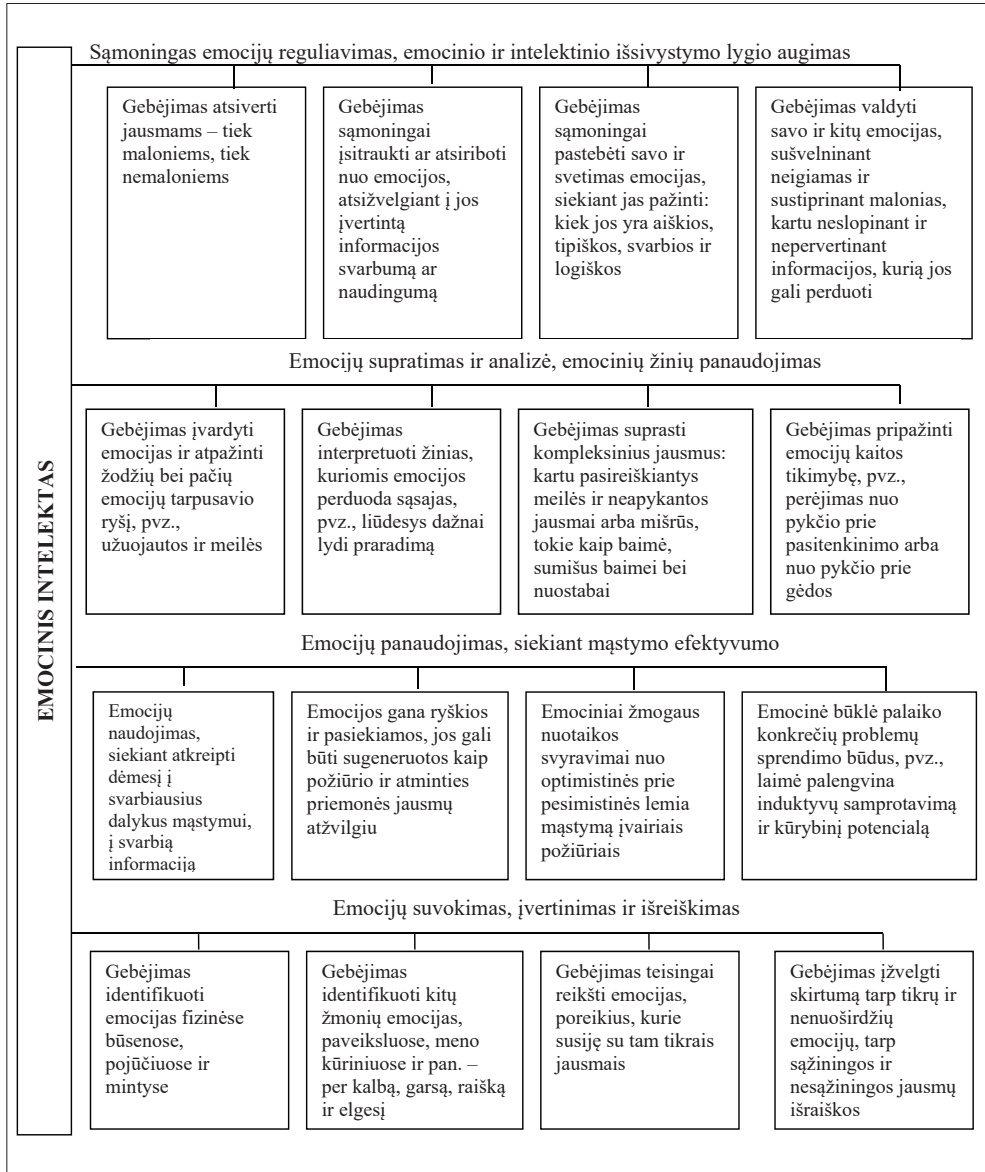 EMOCINIS INTELEKTAS
Sąmoningas emocijų reguliavimas, emocinio ir intelektinio išsivystymo lygio augimas
Gebėjimas atsiverti
jausmams – tiek
maloniems, tiek
nemaloniems
Gebėjimas
sąmoningai
įsitraukti ar atsiriboti
nuo emocijos,
atsižvelgiant į jos
įvertintą
informacijos
svarbumą ar
naudingumą
Gebėjimas
sąmoningai
pastebėti savo ir
svetimas emocijas,
siekiant jas pažinti:
kiek jos yra aiškios,
tipiškos, svarbios ir
logiškos
Gebėjimas valdyti
savo ir kitų emocijas,
sušvelninant
neigiamas ir
sustiprinant malonias,
kartu neslopinant ir
nepervertinant
informacijos, kurią jos
gali perduoti
Emocijų supratimas ir analizė, emocinių žinių panaudojimas
Gebėjimas įvardyti
emocijas ir atpažinti
žodžių bei pačių
emocijų tarpusavio
ryšį, pvz.,
užuojautos ir meilės
Gebėjimas
interpretuoti žinias,
kuriomis emocijos
perduoda sąsajas,
pvz., liūdesys dažnai
lydi praradimą
Gebėjimas suprasti
kompleksinius jausmus:
kartu pasireiškiantys
meilės ir neapykantos
jausmai arba mišrūs,
tokie kaip baimė,
sumišus baimei bei
nuostabai
Gebėjimas pripažinti
emocijų kaitos
tikimybę, pvz.,
perėjimas nuo
pykčio prie
pasitenkinimo arba
nuo pykčio prie
gėdos
Emocijų panaudojimas, siekiant mąstymo efektyvumo
Emocijų
naudojimas,
siekiant atkreipti
dėmesį į
svarbiausius
dalykus mąstymui,
į svarbią
informaciją
Emocijos gana ryškios
ir pasiekiamos, jos gali
būti sugeneruotos kaip
požiūrio ir atminties
priemonės jausmų
atžvilgiu
Emociniai žmogaus
nuotaikos
svyravimai nuo
optimistinės prie
pesimistinės lemia
mąstymą įvairiais
požiūriais
Emocinė būklė palaiko
konkrečių problemų
sprendimo būdus, pvz.,
laimė palengvina
induktyvų samprotavimą
ir kūrybinį potencialą
Emocijų suvokimas, įvertinimas ir išreiškimas
Gebėjimas
identifikuoti
emocijas fizinėse
būsenose,
pojūčiuose ir
mintyse
Gebėjimas
identifikuoti kitų
žmonių emocijas,
paveiksluose, meno
kūriniuose ir pan. –
per kalbą, garsą, raišką
ir elgesį
Gebėjimas teisingai
reikšti emocijas,
poreikius, kurie
susiję su tam tikrais
jausmais
Gebėjimas įžvelgti
skirtumą tarp tikrų ir
nenuoširdžių
emocijų, tarp
sąžiningos ir
nesąžiningos jausmų
išraiškos